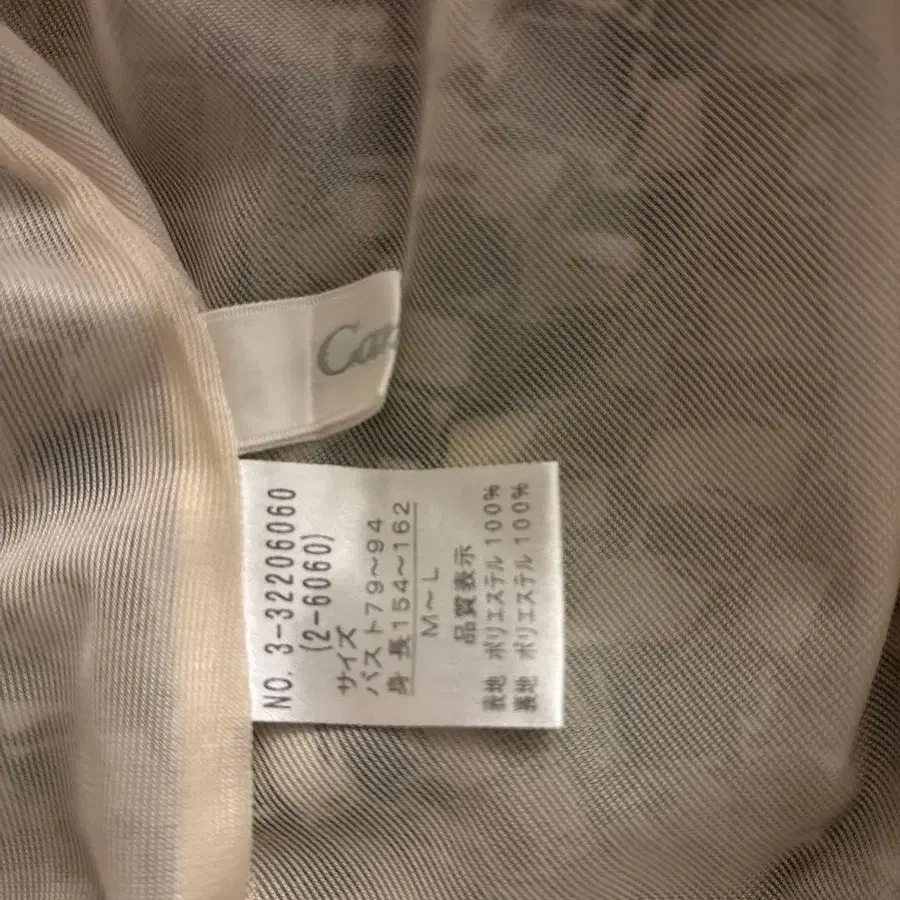 Ca
NO. 3-32206060
(2-6060)
サイズ
バスト79～94
身 長154～162
M～L
品質表示
表地 ポリエステル 100%
裏地 ポリエステル 100%